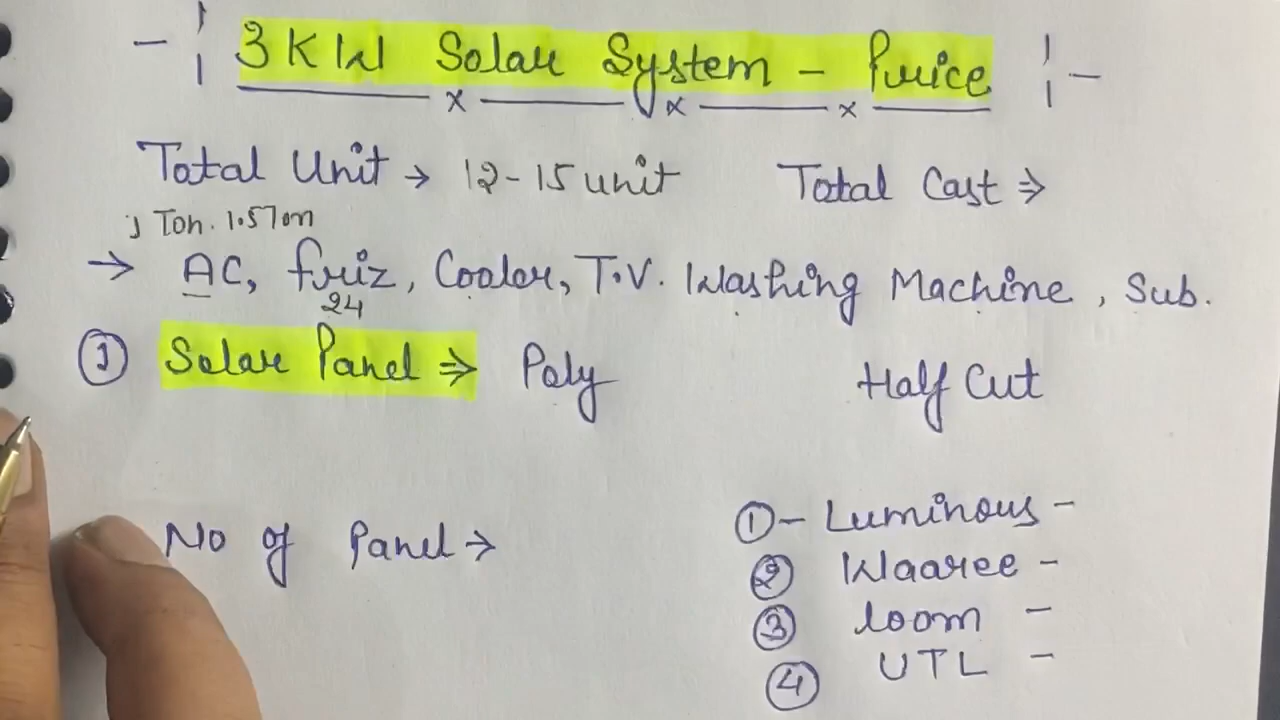 3 KW Solar System - Price
Total Unit → 12-15 unit Total Cost ⇒
1 Ton. 1.5 Ton
→ AC, friz, Cooler, T.V. Washing Machine, Sub.
24
① Solar Panel ⇒ Poly Half Cut
No of Panel →
① - Luminous -
② Waaree -
③ loom -
④ UTL -